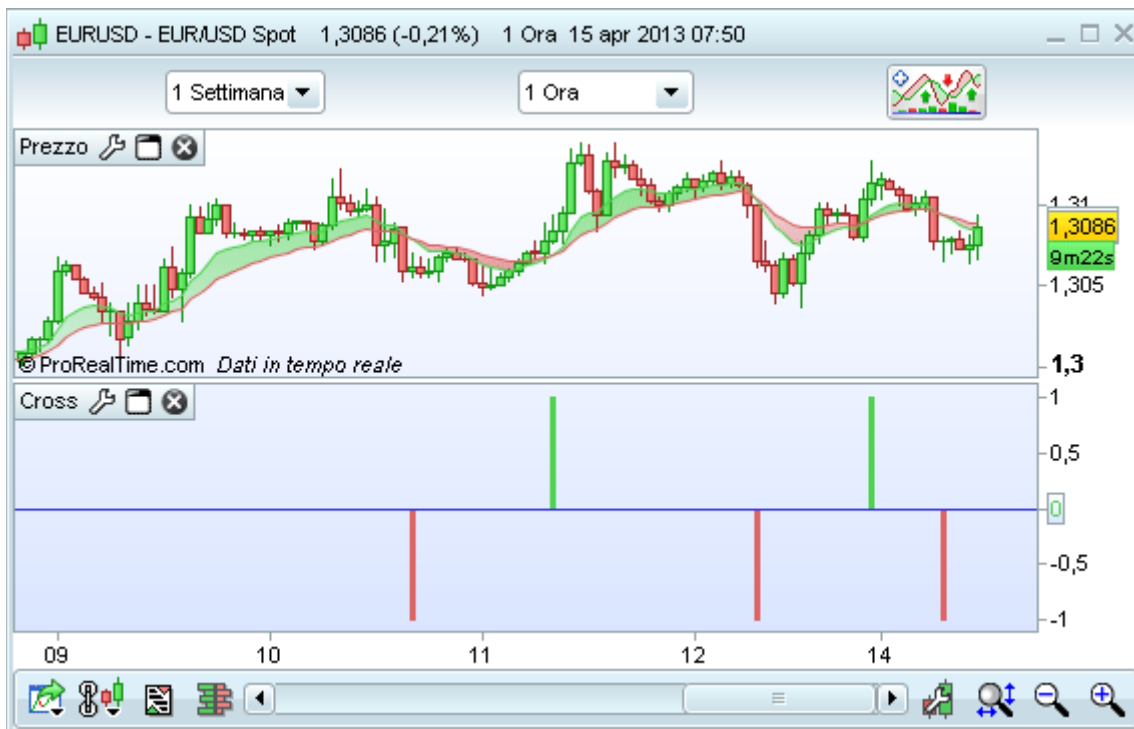 EURUSD - EUR/USD Spot 1,3086 (-0,21%) 1 Ora 15 apr 2013 07:50
1 Settimana 1 Ora
Prezzo
1,31
1,3086
9m22s
1,305
1,3
© ProRealTime.com Dati in tempo reale
Cross
1
0,5
0
-0,5
-1
09 10 11 12 14